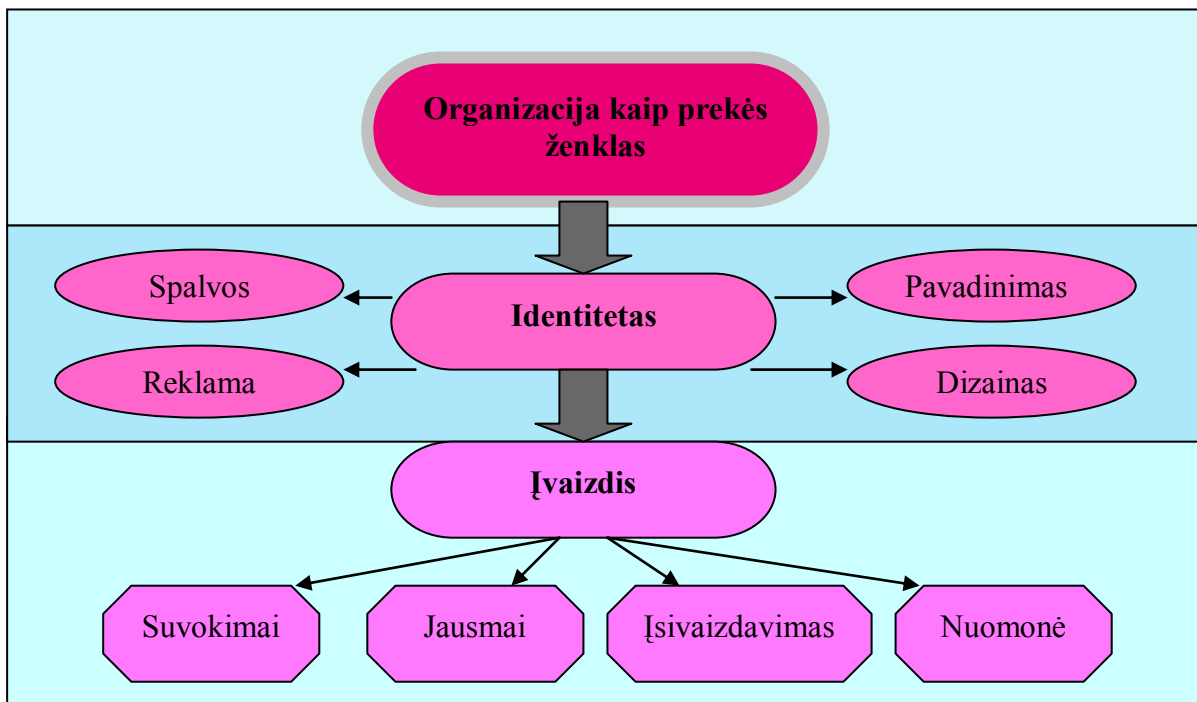 Organizacija kaip prekės
ženklas
Spalvos
Identitetas
Pavadinimas
Reklama
Dizainas
Įvaizdis
Suvokimai
Jausmai
Įsivaizdavimas
Nuomonė